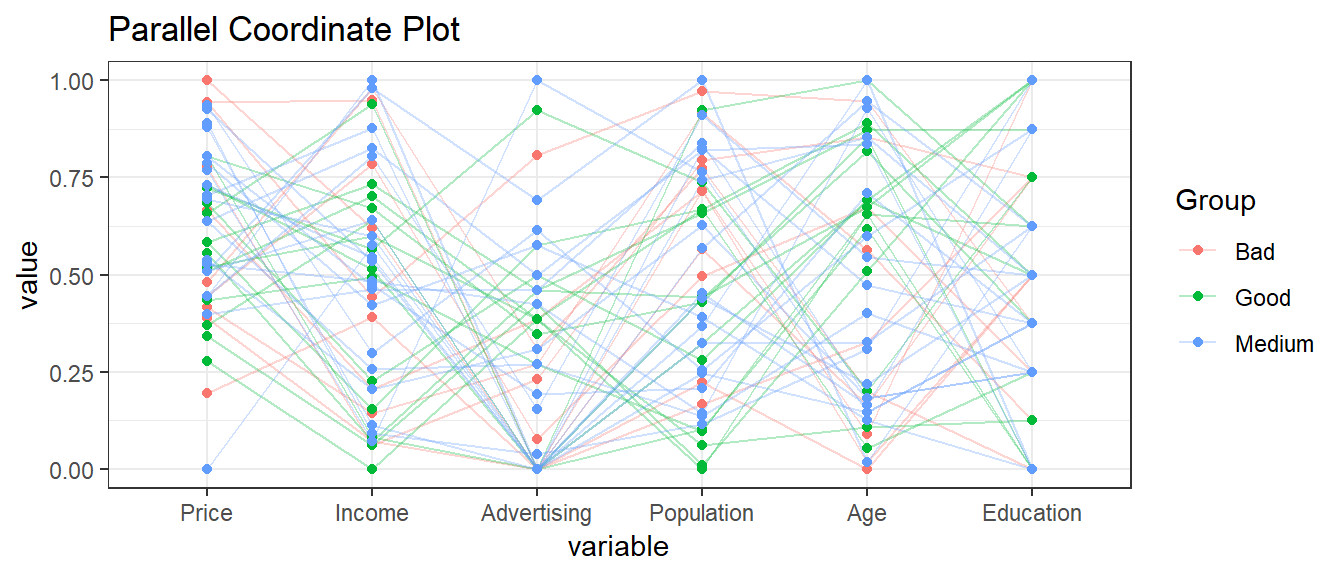 Parallel Coordinate Plot
1.00
0.75
0.50
0.25
0.00
value
Price Income Advertising Population Age Education
variable
Group
Bad
Good
Medium